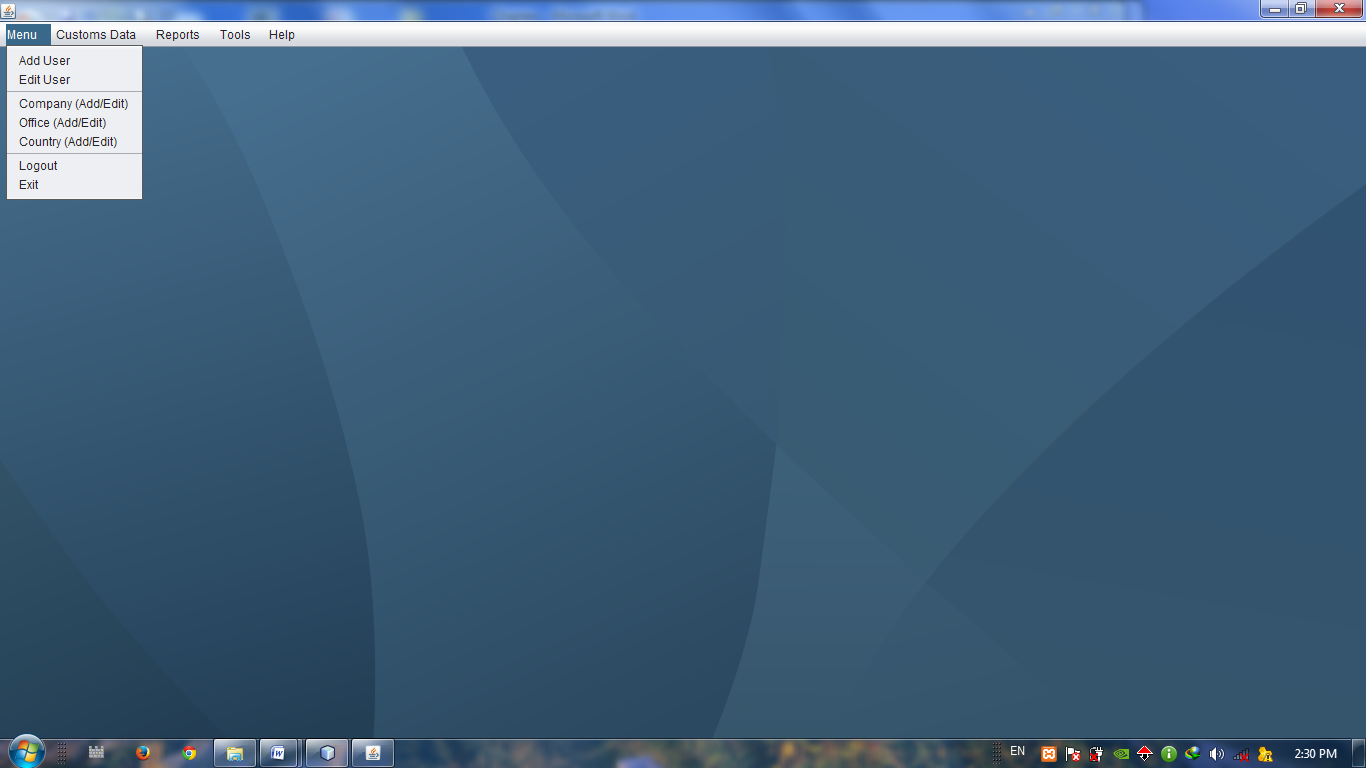 Menu Customs Data Reports Tools Help
Add User
Edit User
Company (Add/Edit)
Office (Add/Edit)
Country (Add/Edit)
Logout
Exit
EN 2:30 PM